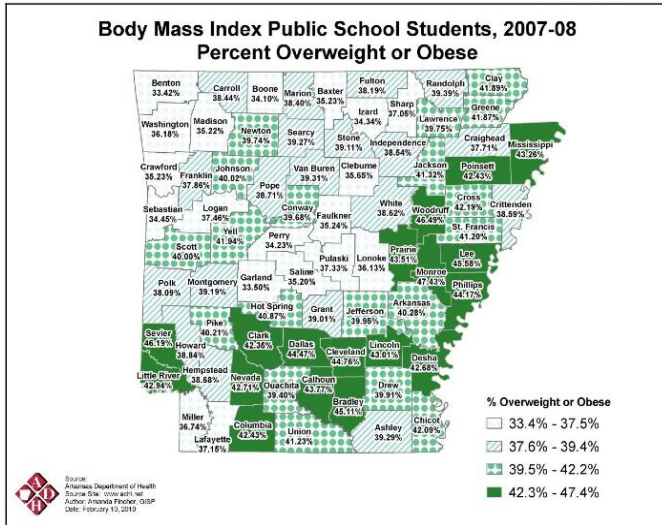 Body Mass Index Public School Students, 2007-08
Percent Overweight or Obese
Benton
33.42%
Carroll
38.44%
Boone
34.10%
Marion
38.40%
Baxter
35.23%
Fulton
38.19%
Sharp
37.05%
Randolph
39.39%
Clay
41.89%
Washington
36.18%
Madison
35.22%
Newton
39.74%
Searcy
39.27%
Izard
34.34%
Stone
39.11%
Independence
38.54%
Lawrence
39.75%
Greene
41.87%
Craighead
37.71%
Mississippi
43.26%
Crawford
35.23%
Franklin
37.86%
Johnson
40.02%
Pope
38.71%
Van Buren
39.31%
Cleburne
35.65%
Jackson
41.32%
Poinsett
42.43%
Sebastian
34.45%
Logan
37.46%
Conway
39.68%
Faulkner
35.24%
White
38.62%
Woodruff
46.49%
Cross
42.19%
Crittenden
38.59%
St. Francis
41.20%
Scott
40.00%
Yell
41.94%
Perry
34.23%
Pulaski
37.33%
Lonoke
36.13%
Prairie
43.51%
Monroe
47.43%
Lee
45.58%
Phillips
44.17%
Polk
38.09%
Montgomery
39.19%
Garland
33.50%
Saline
35.20%
Hot Spring
40.87%
Grant
39.01%
Jefferson
39.95%
Arkansas
40.28%
Sevier
46.19%
Howard
38.84%
Pike
40.21%
Clark
42.35%
Dallas
44.47%
Cleveland
44.76%
Lincoln
43.01%
Desha
42.68%
Little River
42.94%
Hempstead
38.68%
Nevada
42.71%
Ouachita
39.40%
Calhoun
43.77%
Bradley
45.11%
Drew
39.91%
Miller
36.74%
Lafayette
37.15%
Columbia
42.43%
Union
41.23%
Ashley
39.29%
Chicot
42.09%
% Overweight or Obese
33.4% - 37.5%
37.6% - 39.4%
39.5% - 42.2%
42.3% - 47.4%
ADH
Source:
Arkansas Department of Health
Source Site: www.achi.net
Author: Amanda Fincher, GISP
Date: February 10, 2010